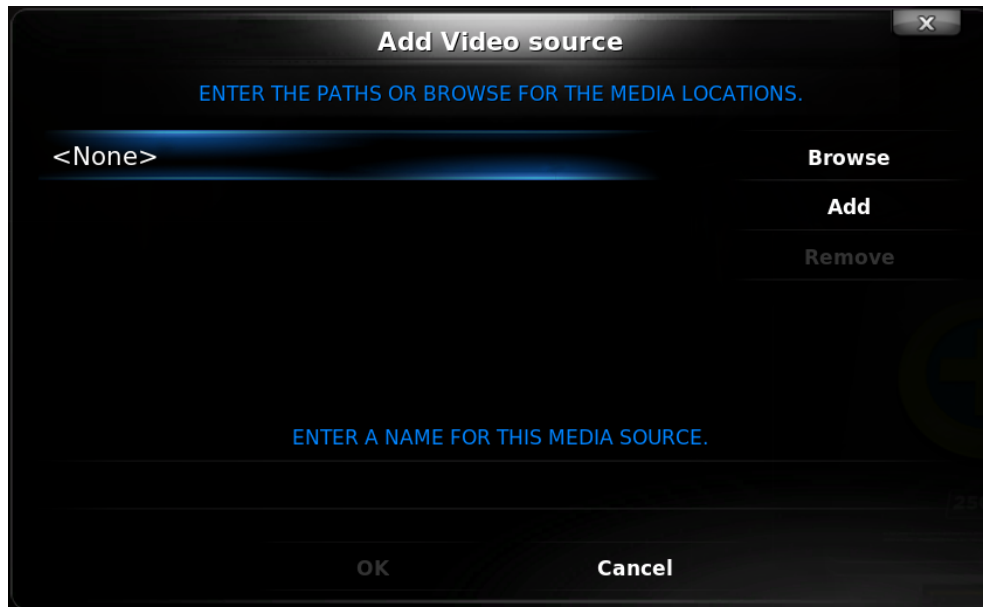 X
Add Video source
ENTER THE PATHS OR BROWSE FOR THE MEDIA LOCATIONS.
<None>
Browse
Add
Remove
ENTER A NAME FOR THIS MEDIA SOURCE.
OK
Cancel